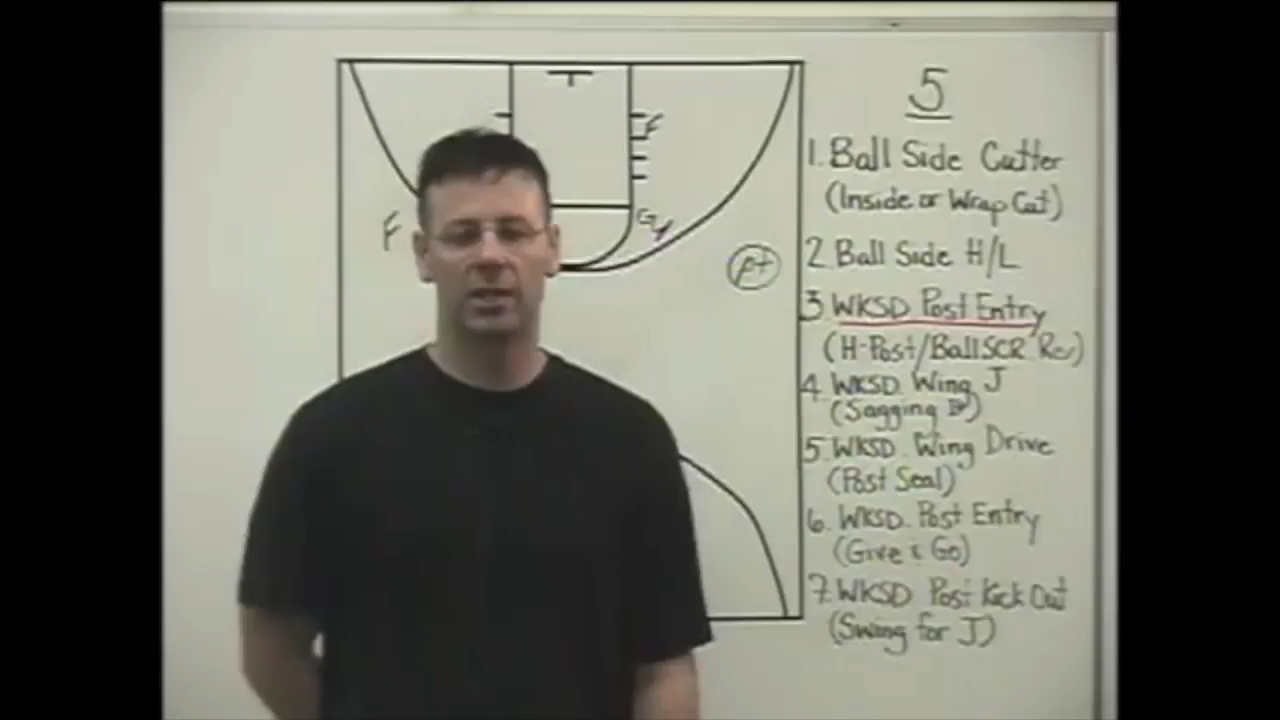 5
1. Ball Side Cutter
(Inside or Wrap Cut)
2. Ball Side H/L
3 WKSD Post Entry
(H-Post/Ball SCR Rev)
4. WKSD. Wing J
(Sagging D)
5. WKSD. Wing Drive
(Post Seal)
6. WKSD. Post Entry
(Give & Go)
7. WKSD Post Kick Out
(Swing for J)
F
F
G
pt